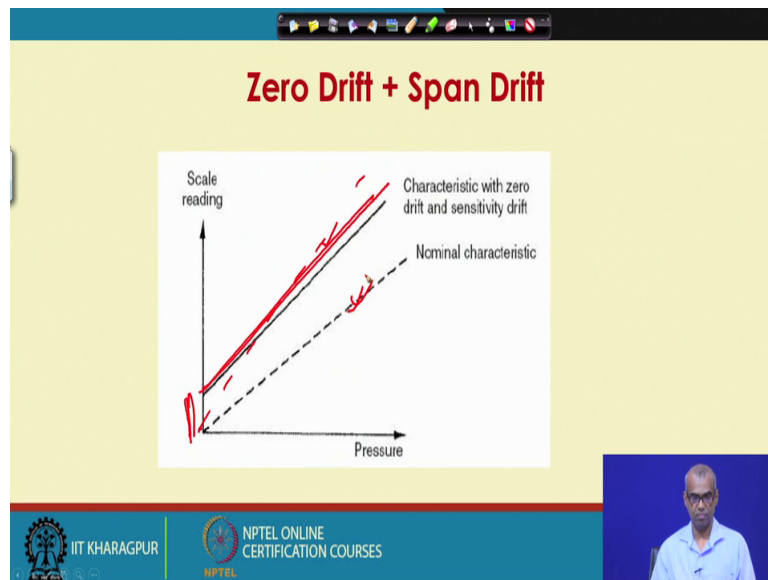 Zero Drift + Span Drift
Scale
reading
Characteristic with zero
drift and sensitivity drift
Nominal characteristic
Pressure
IIT KHARAGPUR
NPTEL
NPTEL ONLINE
CERTIFICATION COURSES